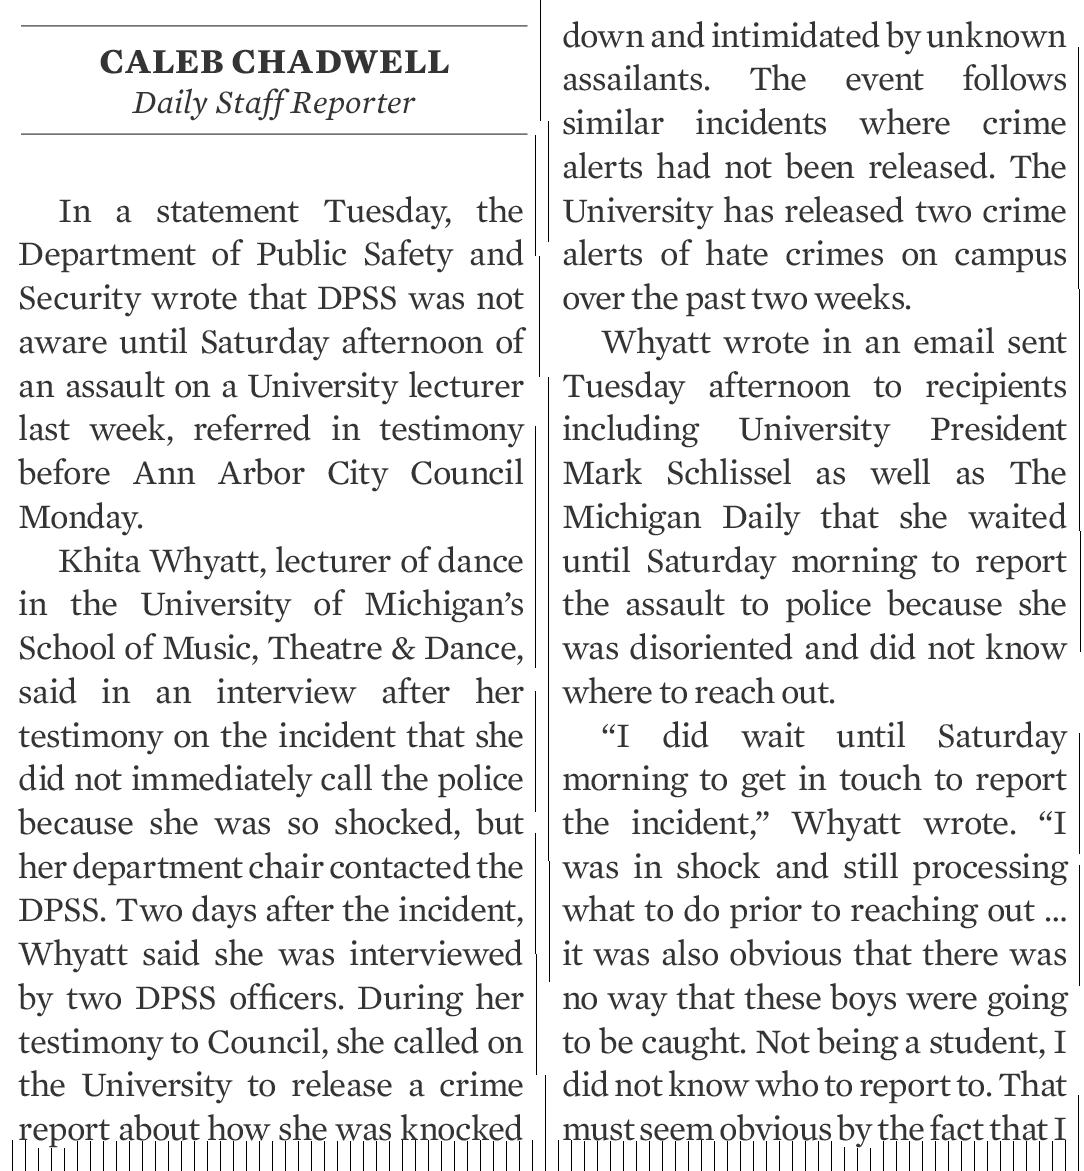 CALEB CHADWELL
Daily Staff Reporter
In a statement Tuesday, the
Department of Public Safety and
Security wrote that DPSS was not
aware until Saturday afternoon of
an assault on a University lecturer
last week, referred in testimony
before Ann Arbor City Council
Monday.
Khita Whyatt, lecturer of dance
in the University of Michigan’s
School of Music, Theatre & Dance,
said in an interview after her
testimony on the incident that she
did not immediately call the police
because she was so shocked, but
her department chair contacted the
DPSS. Two days after the incident,
Whyatt said she was interviewed
by two DPSS officers. During her
testimony to Council, she called on
the University to release a crime
report about how she was knocked
down and intimidated by unknown
assailants. The event follows
similar incidents where crime
alerts had not been released. The
University has released two crime
alerts of hate crimes on campus
over the past two weeks.
Whyatt wrote in an email sent
Tuesday afternoon to recipients
including University President
Mark Schlissel as well as The
Michigan Daily that she waited
until Saturday morning to report
the assault to police because she
was disoriented and did not know
where to reach out.
“I did wait until Saturday
morning to get in touch to report
the incident,” Whyatt wrote. “I
was in shock and still processing
what to do prior to reaching out ...
it was also obvious that there was
no way that these boys were going
to be caught. Not being a student, I
did not know who to report to. That
must seem obvious by the fact that I